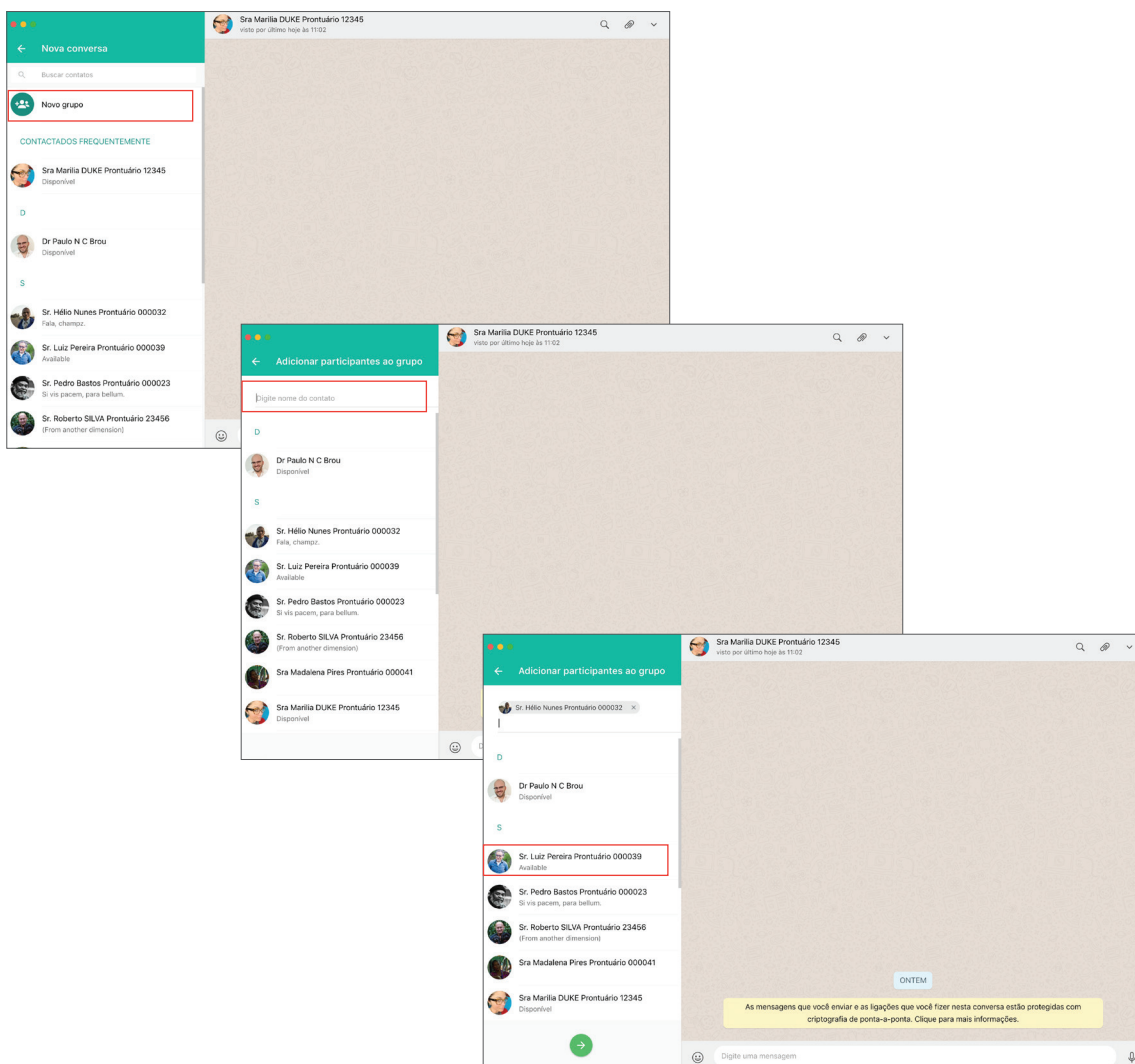 Sra Marilia DUKE Prontuário 12345
visto por último hoje às 11:02
Nova conversa
Buscar contatos
Novo grupo
CONTACTADOS FREQUENTEMENTE
Sra Marilia DUKE Prontuário 12345
Disponível
D
Dr Paulo N C Brou
Disponível
S
Sr. Hélio Nunes Prontuário 000032
Fala, champz.
Sr. Luiz Pereira Prontuário 000039
Available
Sr. Pedro Bastos Prontuário 000023
Si vis pacem, para bellum.
Sr. Roberto SILVA Prontuário 23456
(From another dimension)
Sra Marilia DUKE Prontuário 12345
visto por último hoje às 11:02
Adicionar participantes ao grupo
Digite nome do contato
D
Dr Paulo N C Brou
Disponível
S
Sr. Hélio Nunes Prontuário 000032
Fala, champz.
Sr. Luiz Pereira Prontuário 000039
Available
Sr. Pedro Bastos Prontuário 000023
Si vis pacem, para bellum.
Sr. Roberto SILVA Prontuário 23456
(From another dimension)
Sra Madalena Pires Prontuário 000041
Sra Marilia DUKE Prontuário 12345
Disponível
D
Sra Marilia DUKE Prontuário 12345
visto por último hoje às 11:02
Adicionar participantes ao grupo
Sr. Hélio Nunes Prontuário 000032
D
Dr Paulo N C Brou
Disponível
S
Sr. Luiz Pereira Prontuário 000039
Available
Sr. Pedro Bastos Prontuário 000023
Si vis pacem, para bellum.
Sr. Roberto SILVA Prontuário 23456
(From another dimension)
Sra Madalena Pires Prontuário 000041
Sra Marilia DUKE Prontuário 12345
Disponível
ONTEM
As mensagens que você enviar e as ligações que você fizer nesta conversa estão protegidas com
criptografia de ponta-a-ponta. Clique para mais informações.
Digite uma mensagem